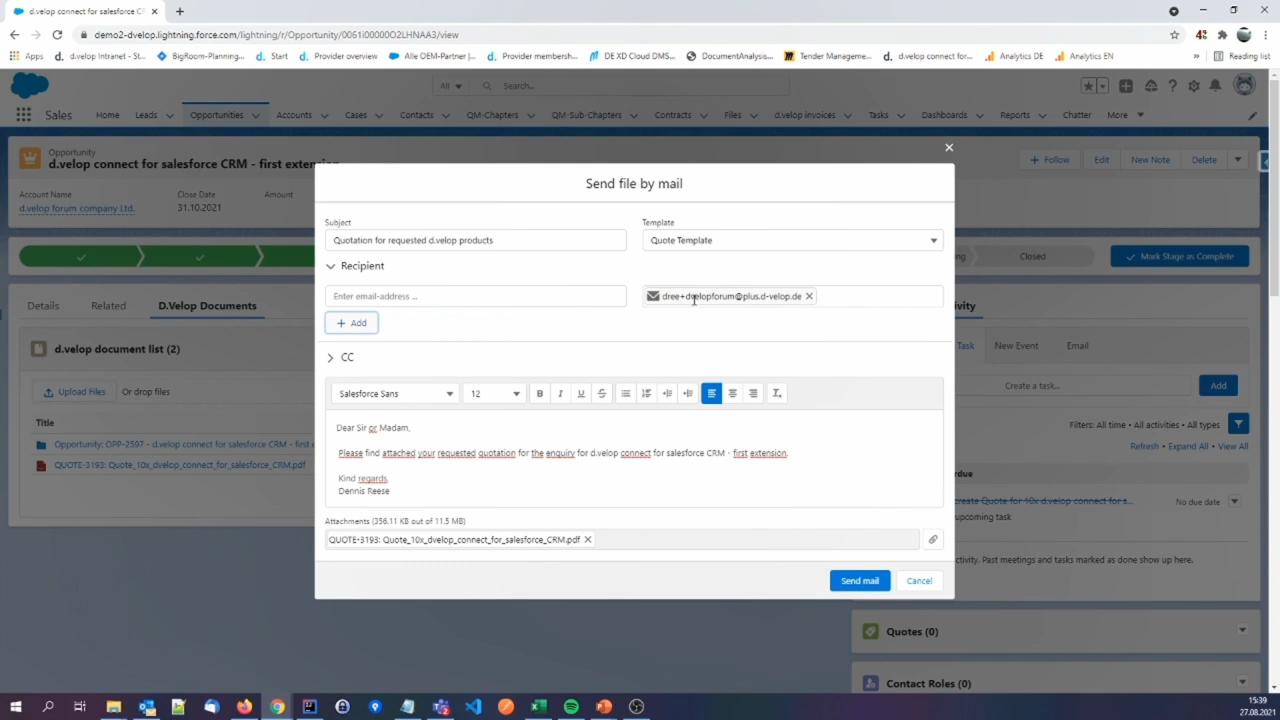 d.velop connect for salesforce CR
demo2-dvelop.lightning.force.com/lightning/r/Opportunity/0061i00000O2LHNAA3/view
Apps d. d.velop Intranet - St... BigRoom-Planning... d. Start d. Provider overview Alle OEM-Partner |... d. Provider membersh... DE XD Cloud DMS... DocumentAnalysis... Tender Manageme... d. d.velop connect for... Analytics DE Analytics EN » Reading list
All Search...
Sales Home Leads Opportunities Accounts Cases Contacts QM-Chapters QM-Sub-Chapters Contracts Files d.velop invoices Tasks Dashboards Reports Chatter More
Opportunity
d.velop connect for salesforce CRM - first extension
+ Follow Edit New Note Delete
Account Name Close Date Amount
d.velop forum company Ltd. 31.10.2021
Closed Mark Stage as Complete
Details Related D.Velop Documents
d.velop document list (2)
Upload Files Or drop files
Title
Opportunity: OPP-2597 - d.velop connect for salesforce CRM - first e
QUOTE-3193: Quote_10x_dvelop_connect_for_salesforce_CRM.pdf
Send file by mail
Subject Template
Quotation for requested d.velop products Quote Template
Recipient
Enter email-address ... dree+dvelopforum@plus.d-velop.de
+ Add
CC
Salesforce Sans 12 B I U S
Dear Sir or Madam,
Please find attached your requested quotation for the enquiry for d.velop connect for salesforce CRM - first extension.
Kind regards,
Dennis Reese
Attachments (356.11 KB out of 11.5 MB)
QUOTE-3193: Quote_10x_dvelop_connect_for_salesforce_CRM.pdf
Send mail Cancel
ivity
Task New Event Email
Create a task... Add
Filters: All time • All activities • All types
Refresh • Expand All • View All
rdue
create Quote for 10x d.velop connect for s... No due date
upcoming task
ctivity. Past meetings and tasks marked as done show up here.
Quotes (0)
Contact Roles (0)
15:39
27.08.2021